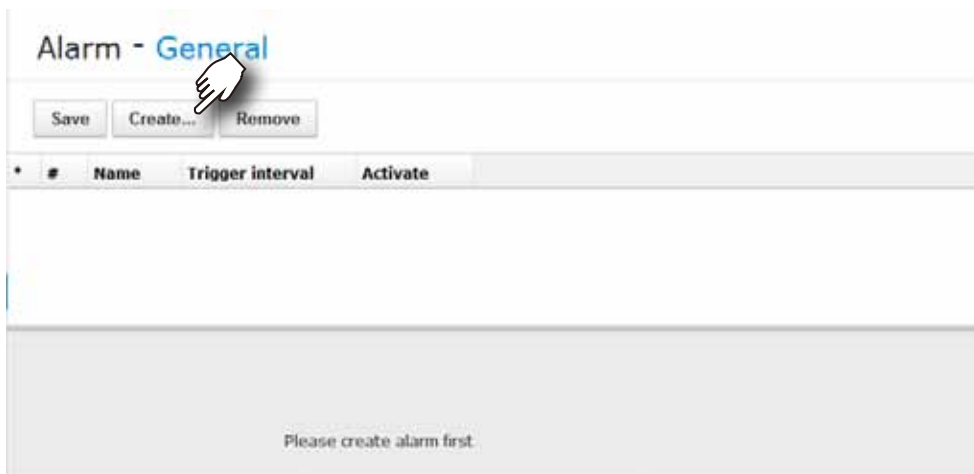 Alarm - General
Save Create... Remove
* # Name Trigger interval Activate
Please create alarm first